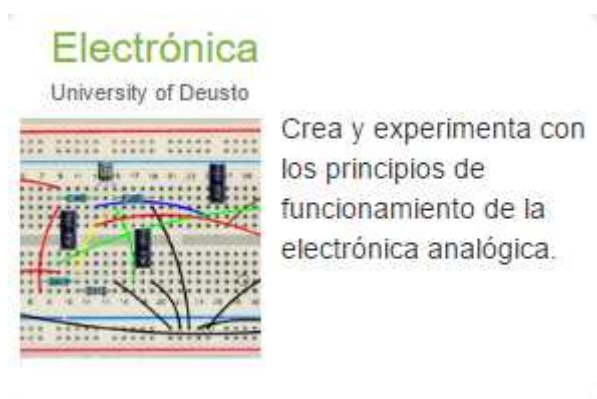 Electrónica
University of Deusto
Crea y experimenta con
los principios de
funcionamiento de la
electrónica analógica.